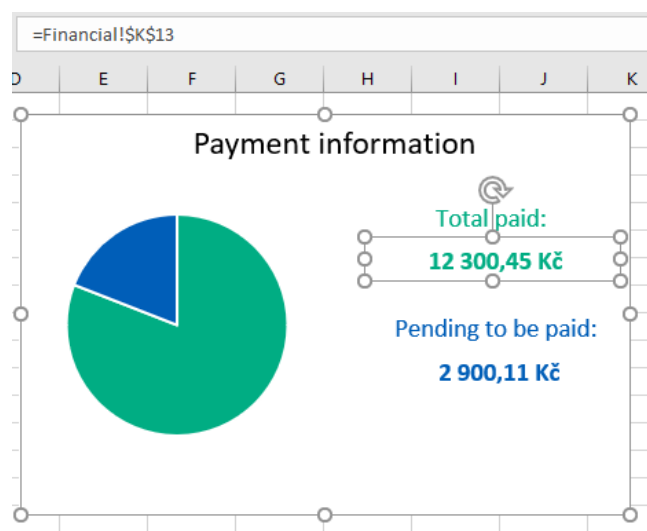 =Financial!$K$13
D E F G H I J K
Payment information
Total paid:
12 300,45 Kč
Pending to be paid:
2 900,11 Kč